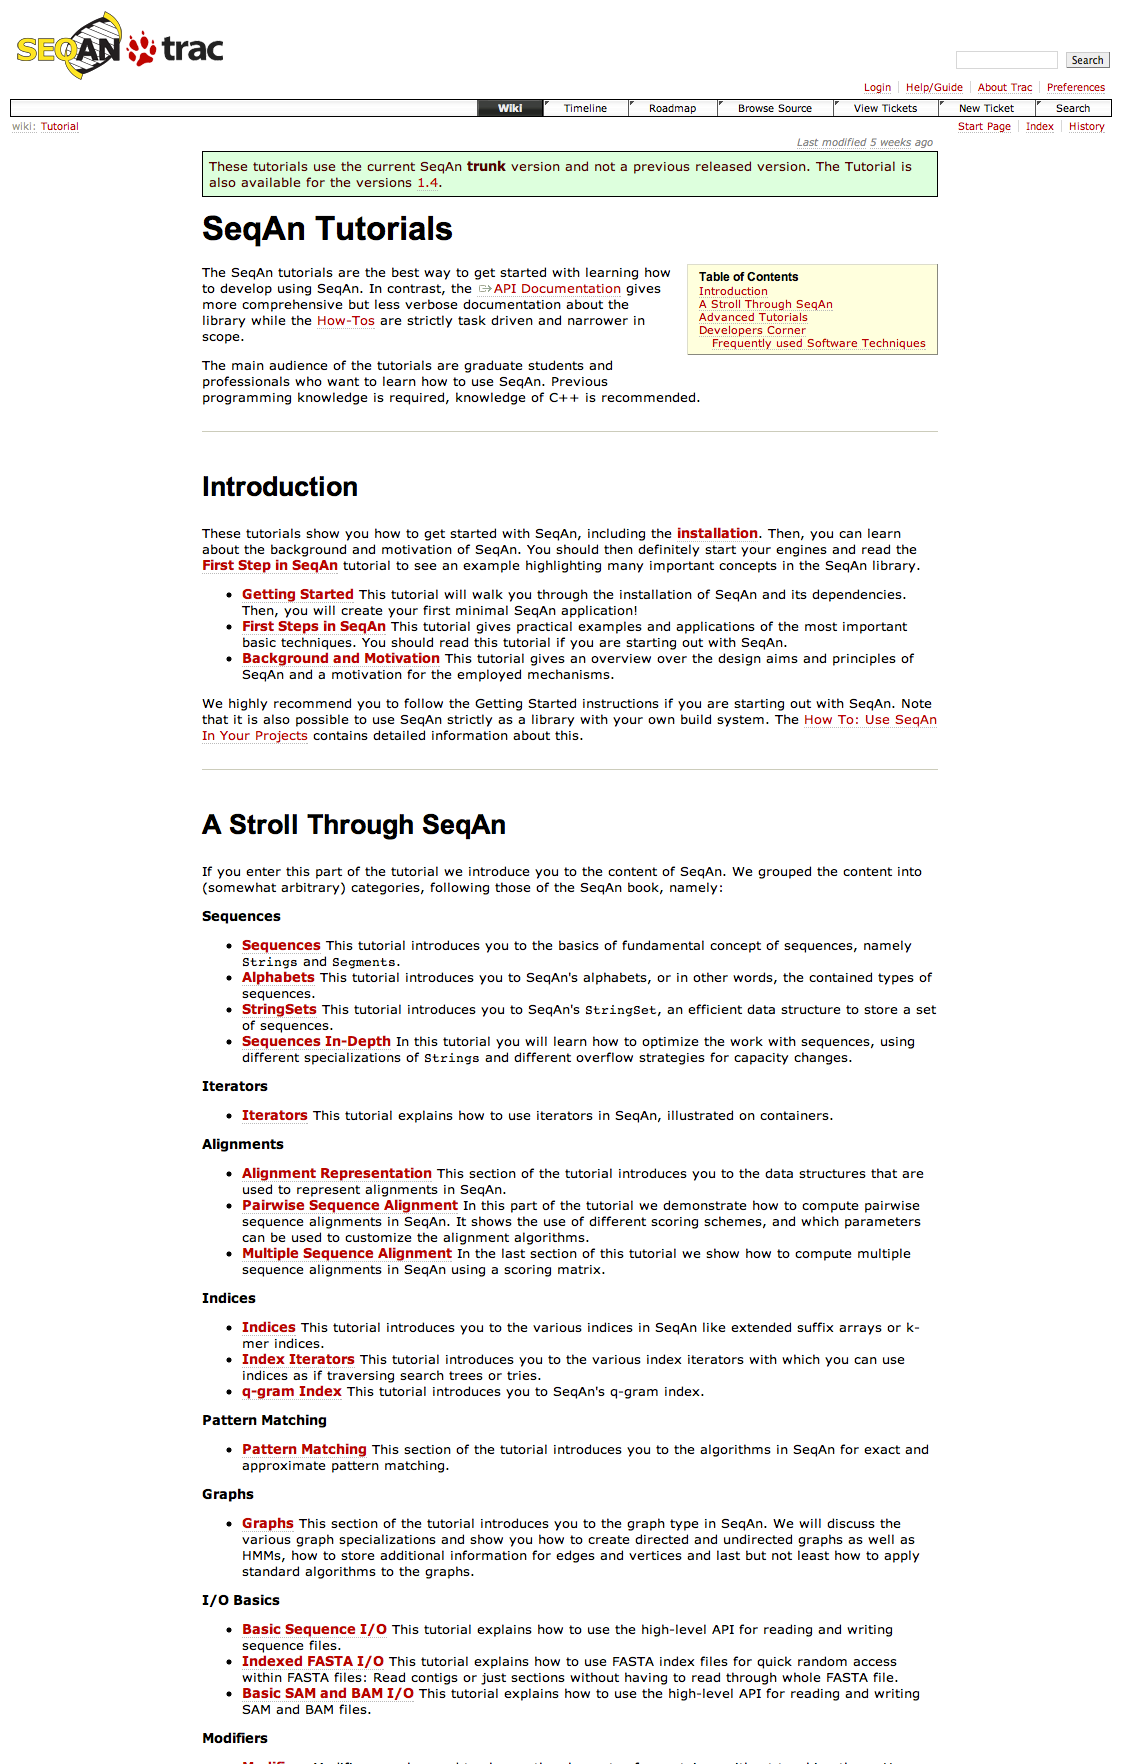 SEQAN trac
Search
Login Help/Guide About Trac Preferences
Wiki Timeline Roadmap Browse Source View Tickets New Ticket Search
wiki: Tutorial
Start Page Index History
Last modified 5 weeks ago
These tutorials use the current SeqAn trunk version and not a previous released version. The Tutorial is
also available for the versions 1.4.
SeqAn Tutorials
The SeqAn tutorials are the best way to get started with learning how
to develop using SeqAn. In contrast, the API Documentation gives
more comprehensive but less verbose documentation about the
library while the How-Tos are strictly task driven and narrower in
scope.
Table of Contents
Introduction
A Stroll Through SeqAn
Advanced Tutorials
Developers Corner
Frequently used Software Techniques
The main audience of the tutorials are graduate students and
professionals who want to learn how to use SeqAn. Previous
programming knowledge is required, knowledge of C++ is recommended.
Introduction
These tutorials show you how to get started with SeqAn, including the installation. Then, you can learn
about the background and motivation of SeqAn. You should then definitely start your engines and read the
First Step in SeqAn tutorial to see an example highlighting many important concepts in the SeqAn library.
• Getting Started This tutorial will walk you through the installation of SeqAn and its dependencies.
Then, you will create your first minimal SeqAn application!
• First Steps in SeqAn This tutorial gives practical examples and applications of the most important
basic techniques. You should read this tutorial if you are starting out with SeqAn.
• Background and Motivation This tutorial gives an overview over the design aims and principles of
SeqAn and a motivation for the employed mechanisms.
We highly recommend you to follow the Getting Started instructions if you are starting out with SeqAn. Note
that it is also possible to use SeqAn strictly as a library with your own build system. The How To: Use SeqAn
In Your Projects contains detailed information about this.
A Stroll Through SeqAn
If you enter this part of the tutorial we introduce you to the content of SeqAn. We grouped the content into
(somewhat arbitrary) categories, following those of the SeqAn book, namely:
Sequences
• Sequences This tutorial introduces you to the basics of fundamental concept of sequences, namely
Strings and Segments.
• Alphabets This tutorial introduces you to SeqAn's alphabets, or in other words, the contained types of
sequences.
• StringSets This tutorial introduces you to SeqAn's StringSet, an efficient data structure to store a set
of sequences.
• Sequences In-Depth In this tutorial you will learn how to optimize the work with sequences, using
different specializations of Strings and different overflow strategies for capacity changes.
Iterators
• Iterators This tutorial explains how to use iterators in SeqAn, illustrated on containers.
Alignments
• Alignment Representation This section of the tutorial introduces you to the data structures that are
used to represent alignments in SeqAn.
• Pairwise Sequence Alignment In this part of the tutorial we demonstrate how to compute pairwise
sequence alignments in SeqAn. It shows the use of different scoring schemes, and which parameters
can be used to customize the alignment algorithms.
• Multiple Sequence Alignment In the last section of this tutorial we show how to compute multiple
sequence alignments in SeqAn using a scoring matrix.
Indices
• Indices This tutorial introduces you to the various indices in SeqAn like extended suffix arrays or k-
mer indices.
• Index Iterators This tutorial introduces you to the various index iterators with which you can use
indices as if traversing search trees or tries.
• q-gram Index This tutorial introduces you to SeqAn's q-gram index.
Pattern Matching
• Pattern Matching This section of the tutorial introduces you to the algorithms in SeqAn for exact and
approximate pattern matching.
Graphs
• Graphs This section of the tutorial introduces you to the graph type in SeqAn. We will discuss the
various graph specializations and show you how to create directed and undirected graphs as well as
HMMs, how to store additional information for edges and vertices and last but not least how to apply
standard algorithms to the graphs.
I/O Basics
• Basic Sequence I/O This tutorial explains how to use the high-level API for reading and writing
sequence files.
• Indexed FASTA I/O This tutorial explains how to use FASTA index files for quick random access
within FASTA files: Read contigs or just sections without having to read through whole FASTA file.
• Basic SAM and BAM I/O This tutorial explains how to use the high-level API for reading and writing
SAM and BAM files.
Modifiers